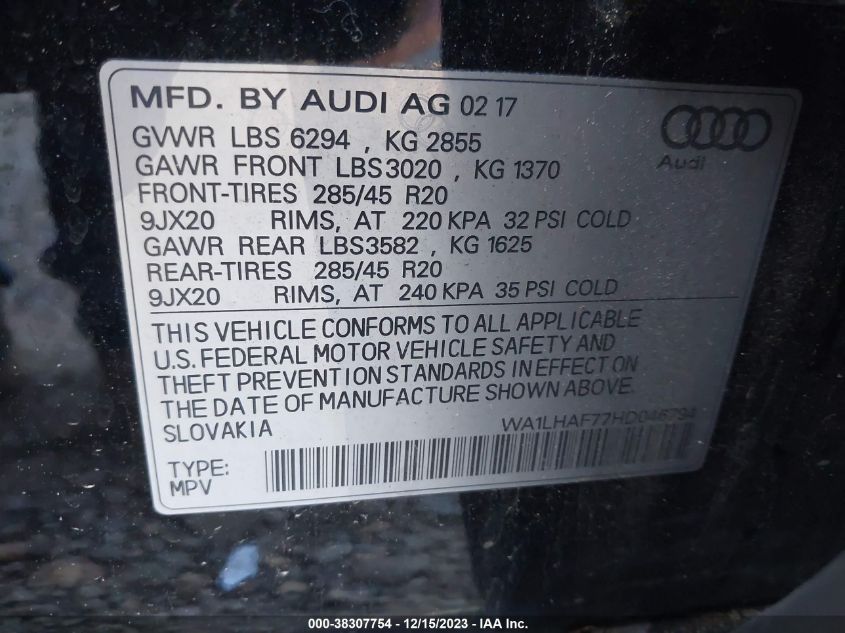 MFD. BY AUDI AG 02 17
Audi
GVWR LBS 6294 , KG 2855
GAWR FRONT LBS3020 , KG 1370
FRONT-TIRES 285/45 R20
9JX20 RIMS, AT 220 KPA 32 PSI COLD
GAWR REAR LBS3582 , KG 1625
REAR-TIRES 285/45 R20
9JX20 RIMS, AT 240 KPA 35 PSI COLD
THIS VEHICLE CONFORMS TO ALL APPLICABLE
U.S. FEDERAL MOTOR VEHICLE SAFETY AND
THEFT PREVENTION STANDARDS IN EFFECT ON
THE DATE OF MANUFACTURE SHOWN ABOVE.
SLOVAKIA
WA1LHAF77HD046794
TYPE:
MPV
000-38307754 - 12/15/2023 - IAA Inc.